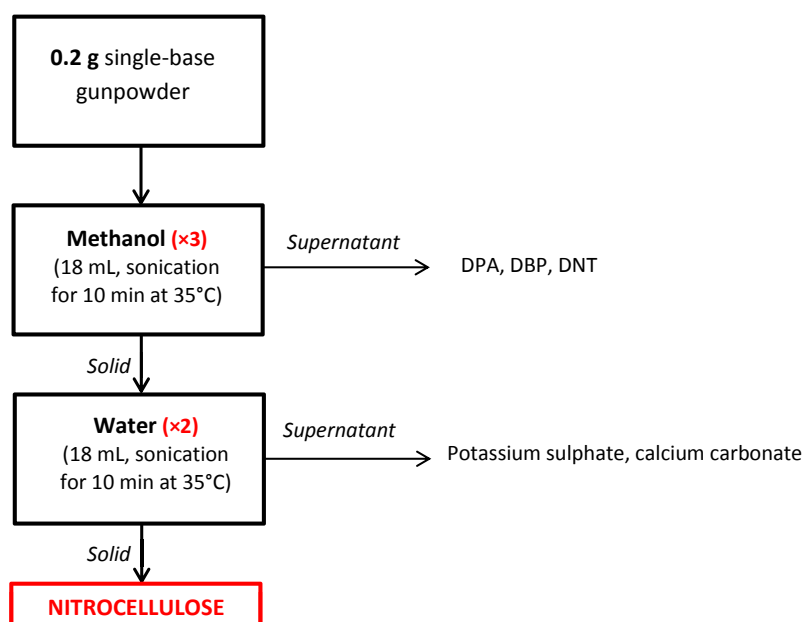 0.2 g single-base
gunpowder
Methanol (×3)
(18 mL, sonication
for 10 min at 35°C)
Supernatant
DPA, DBP, DNT
Solid
Water (×2)
(18 mL, sonication
for 10 min at 35°C)
Supernatant
Potassium sulphate, calcium carbonate
Solid
NITROCELLULOSE